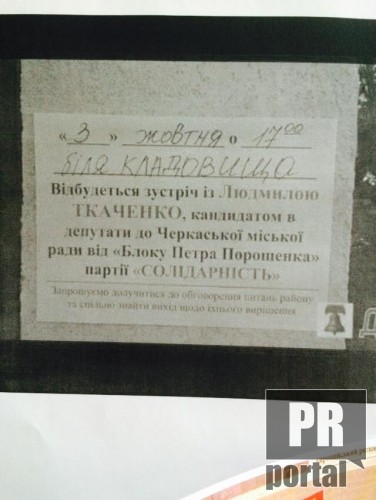 «3» жовтня о 17⁰⁰
біля кладовища
Відбудеться зустріч із Людмилою
ТКАЧЕНКО, кандидатом в
депутати до Черкаської міської
ради від «Блоку Петра Порошенка»
партії «СОЛІДАРНІСТЬ»
Запрошуємо долучитися до обговорення питань району
та спільно знайти вихід щодо їхнього вирішення
PR
portal